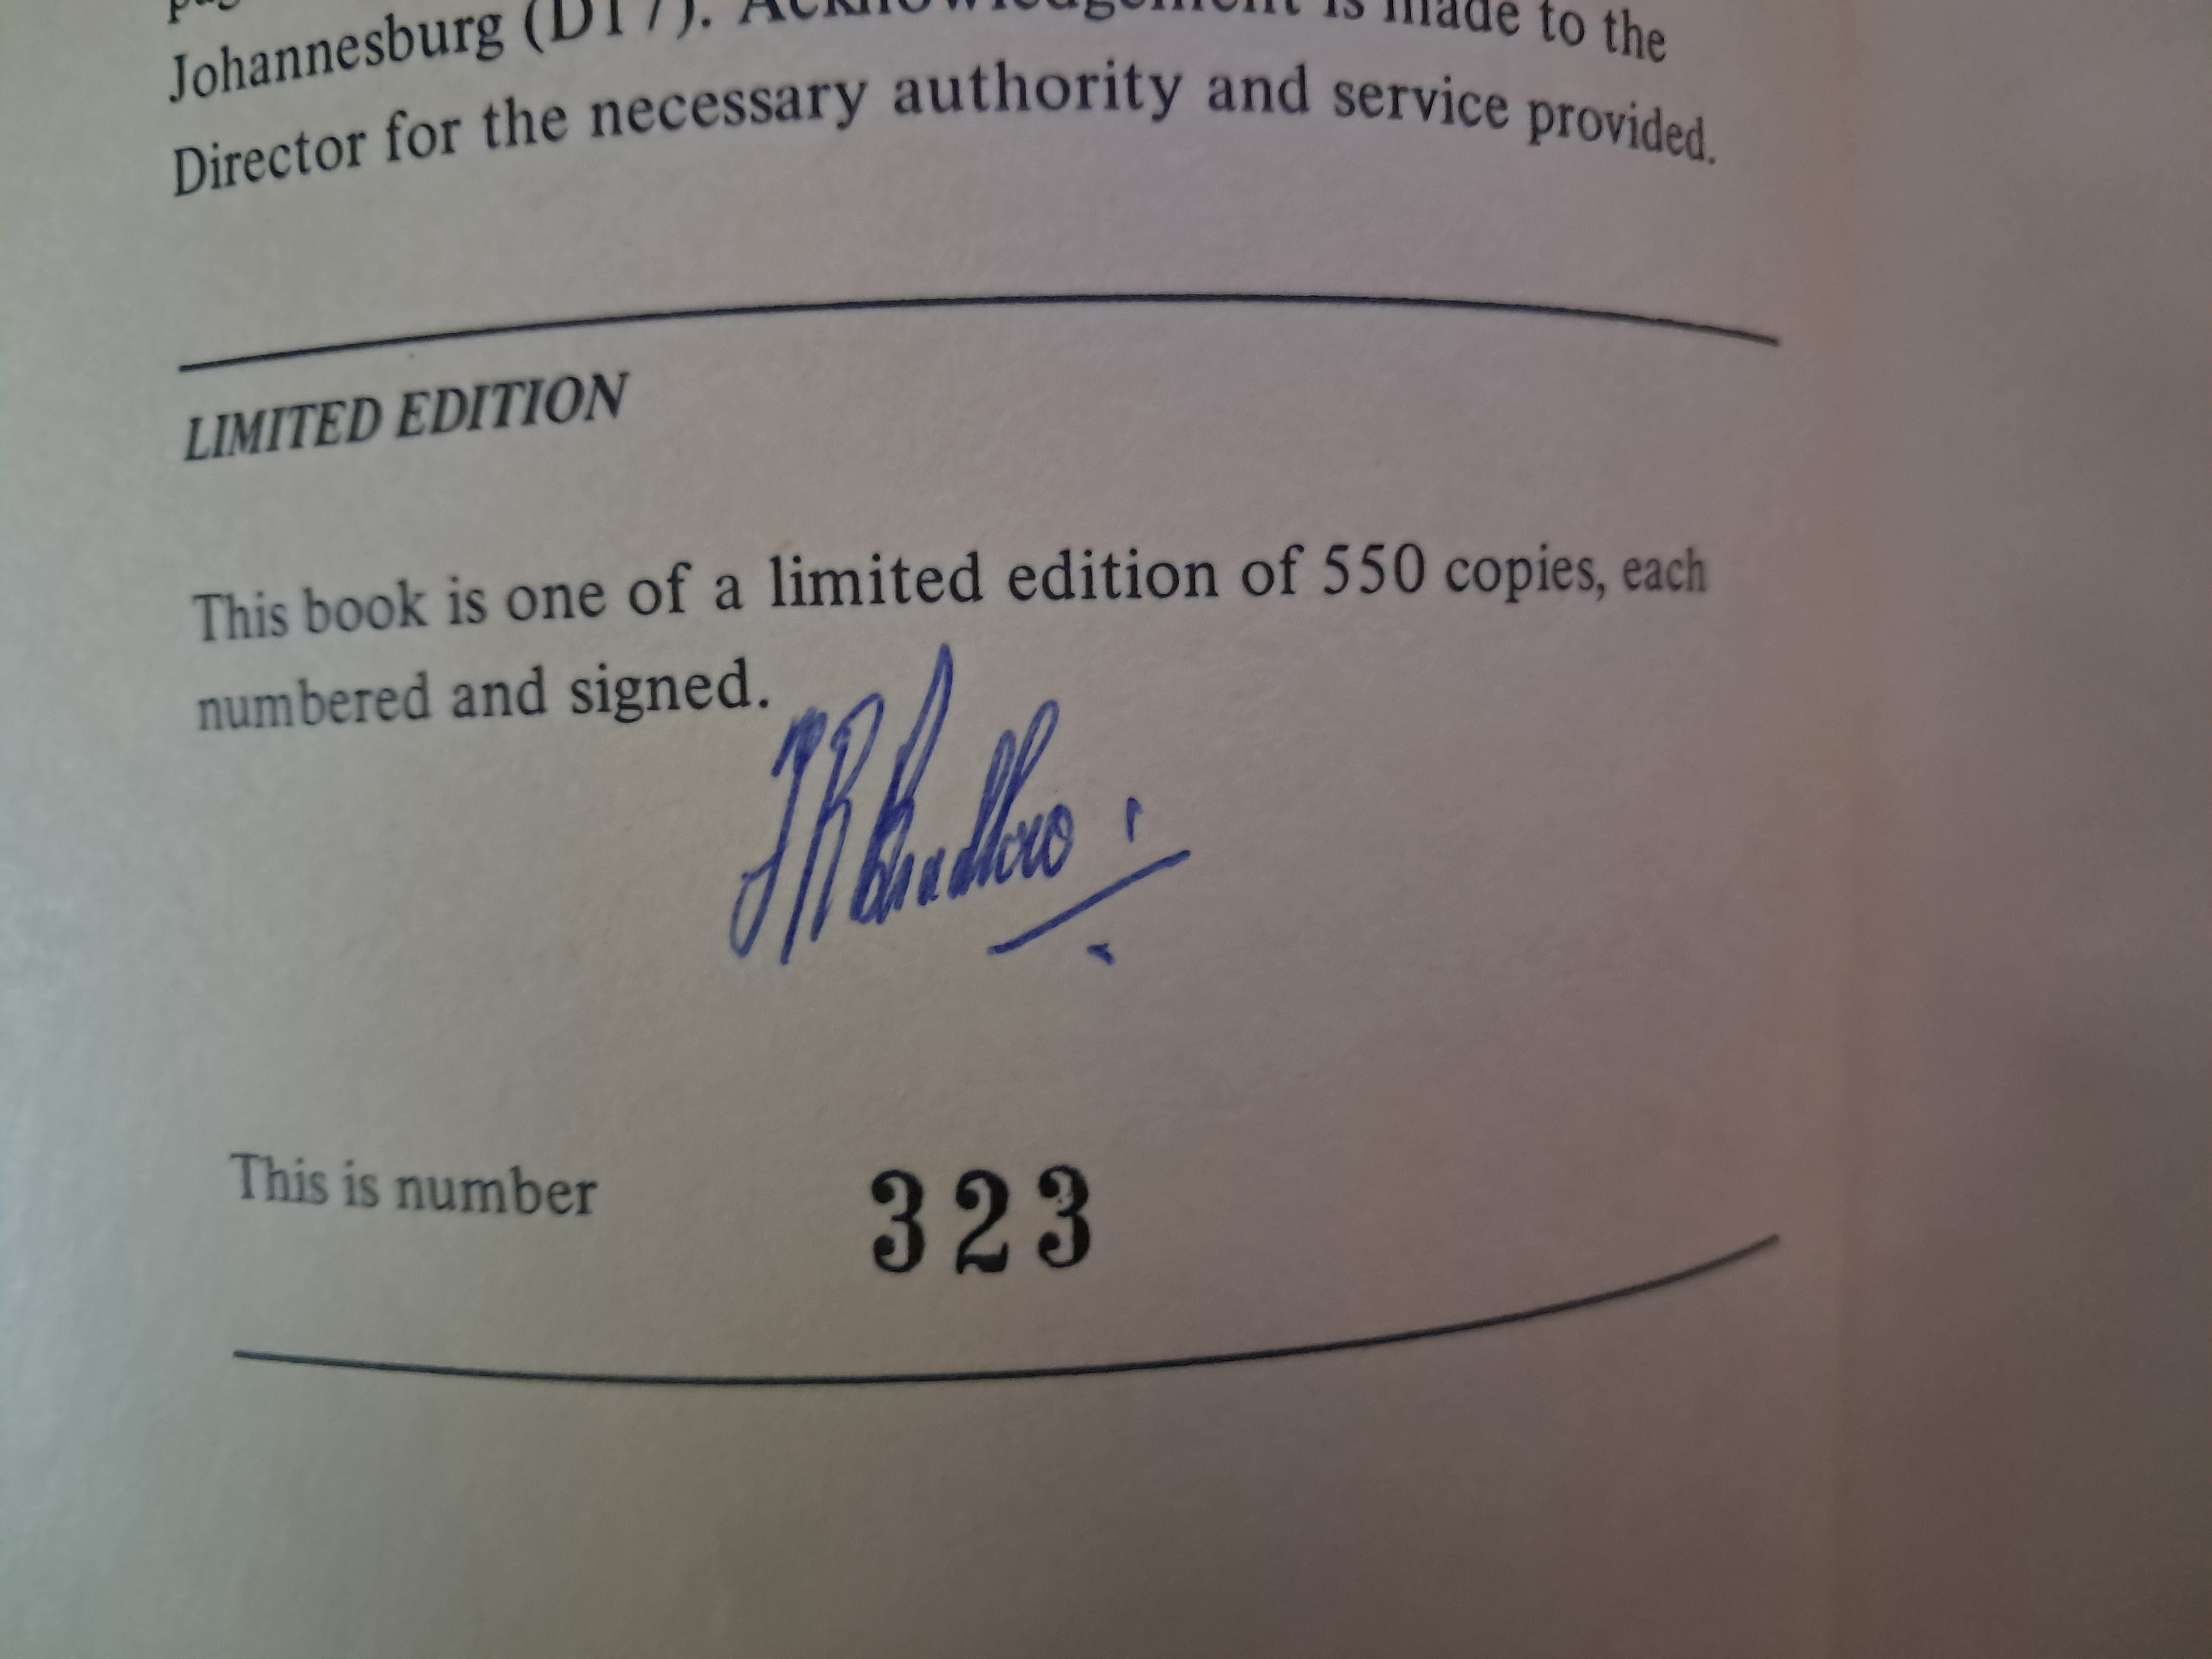 Johannesburg (D17). Acknowledgement is made to the
Director for the necessary authority and service provided.
LIMITED EDITION
This book is one of a limited edition of 550 copies, each
numbered and signed.
This is number 323